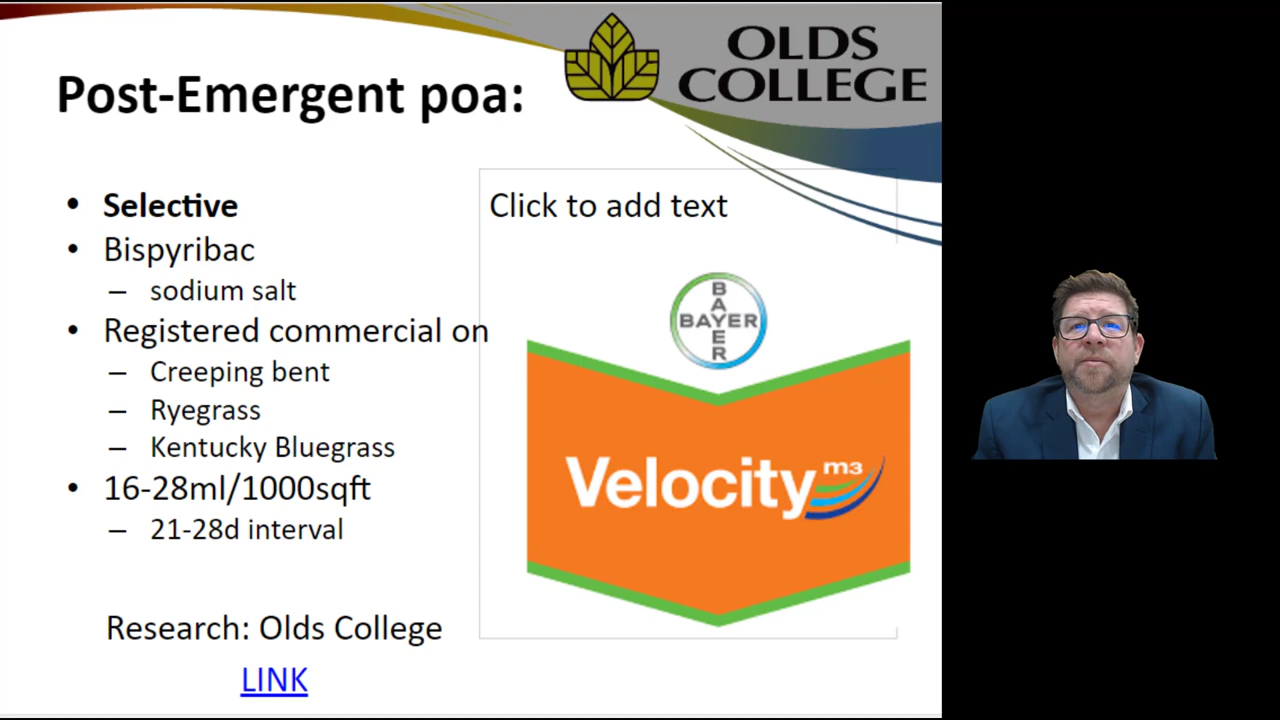 OLDS
COLLEGE
Post-Emergent poa:
• Selective
• Bispyribac
– sodium salt
• Registered commercial on
– Creeping bent
– Ryegrass
– Kentucky Bluegrass
• 16-28ml/1000sqft
– 21-28d interval
Research: Olds College
LINK
Click to add text
BAYER
BAYER
Velocity m3